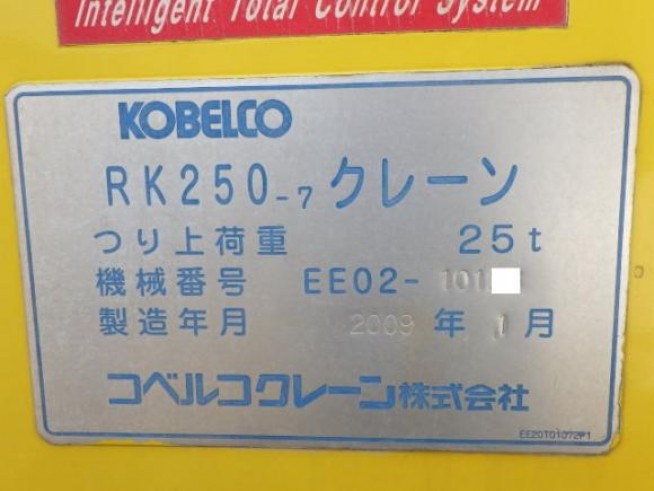 Intelligent Total Control System
KOBELCO
RK250-7 クレーン
つり上荷重 25t
機械番号 EE02-101
製造年月 2009 年 1 月
コベルコクレーン株式会社
EE20T01072P1